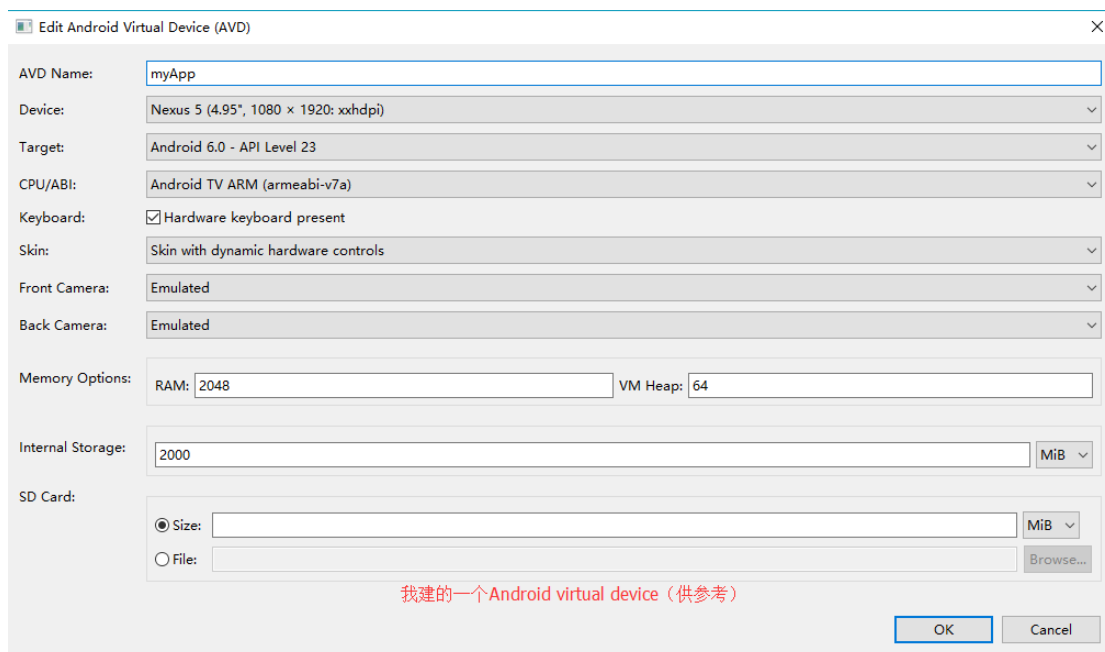 Edit Android Virtual Device (AVD)
AVD Name: myApp
Device: Nexus 5 (4.95", 1080 × 1920: xxhdpi)
Target: Android 6.0 - API Level 23
CPU/ABI: Android TV ARM (armeabi-v7a)
Keyboard: Hardware keyboard present
Skin: Skin with dynamic hardware controls
Front Camera: Emulated
Back Camera: Emulated
Memory Options: RAM: 2048 VM Heap: 64
Internal Storage: 2000 MiB
SD Card:
Size: MiB
File: Browse...
我建的一个Android virtual device（供参考）
OK Cancel